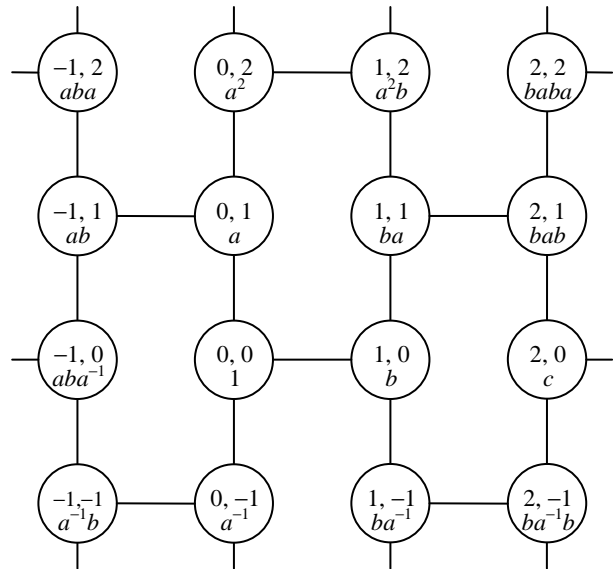 −1, 2
aba
0, 2
a²
1, 2
a²b
2, 2
baba
−1, 1
ab
0, 1
a
1, 1
ba
2, 1
bab
−1, 0
aba⁻¹
0, 0
1
1, 0
b
2, 0
c
−1,−1
a⁻¹b
0, −1
a⁻¹
1, −1
ba⁻¹
2, −1
ba⁻¹b